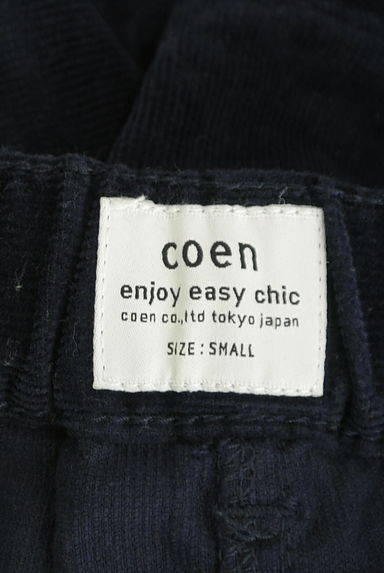 coen
enjoy easy chic
coen co.,ltd tokyo japan
SIZE : SMALL